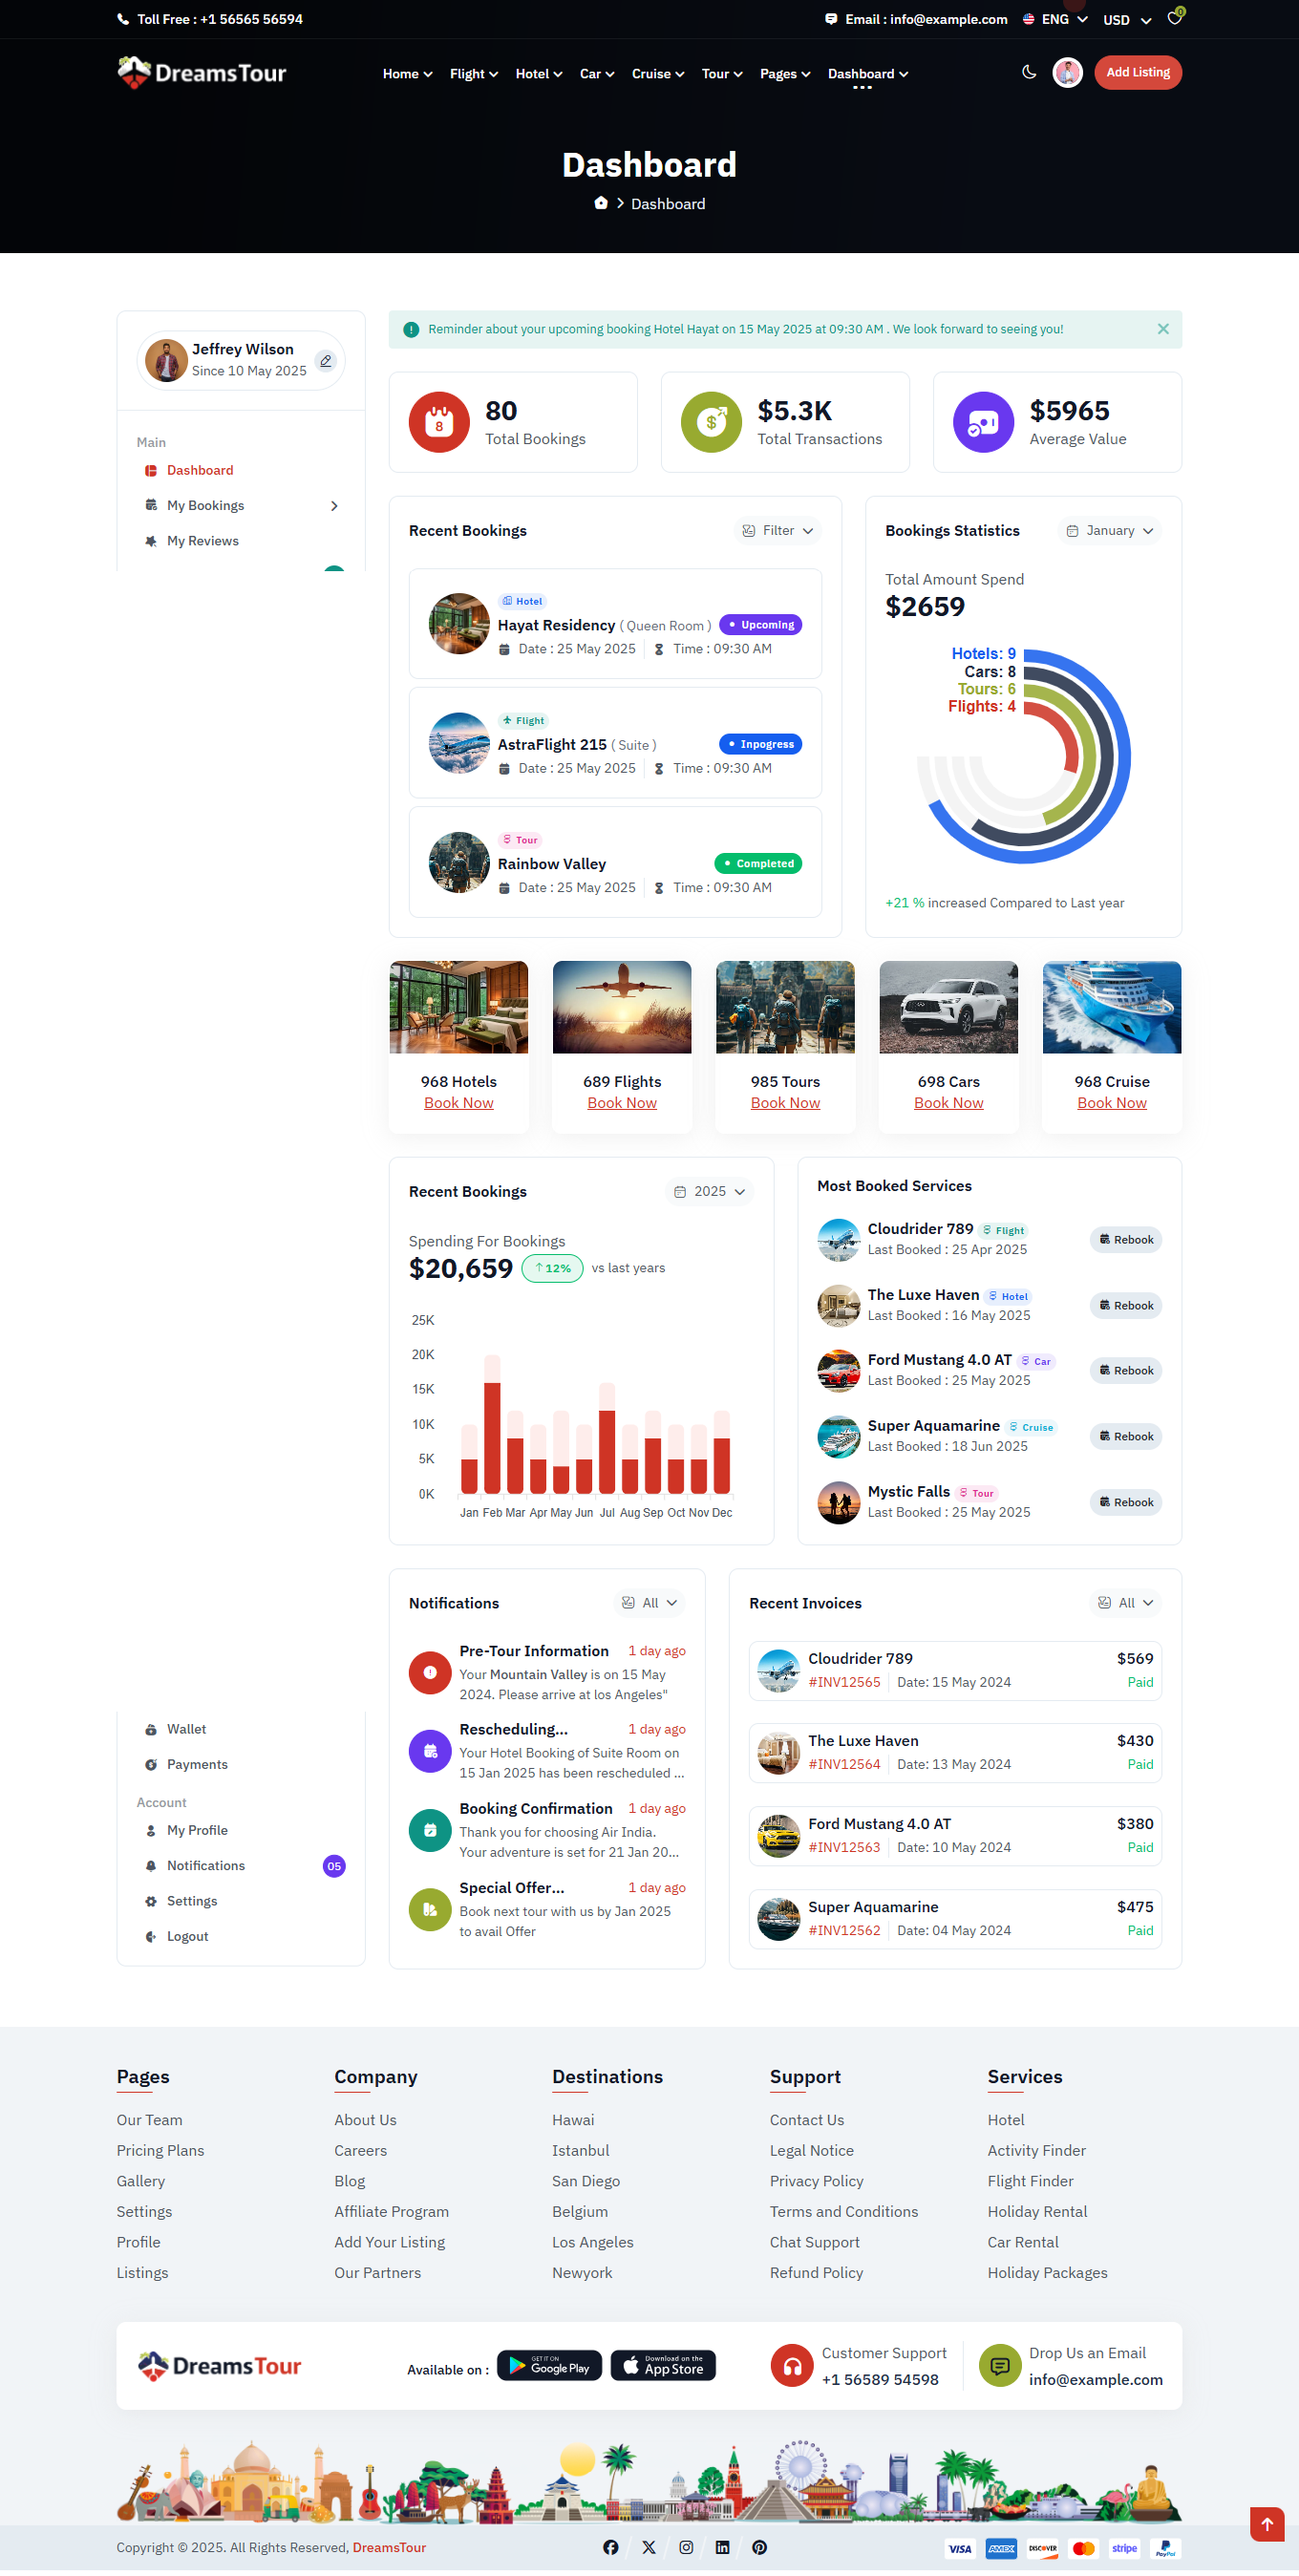 Toll Free : +1 56565 56594
Email : info@example.com
ENG
USD
0
DreamsTour
Home
Flight
Hotel
Car
Cruise
Tour
Pages
Dashboard
Add Listing
Dashboard
Dashboard
Jeffrey Wilson
Since 10 May 2025
Main
Dashboard
My Bookings
My Reviews
Reminder about your upcoming booking Hotel Hayat on 15 May 2025 at 09:30 AM . We look forward to seeing you!
8
80
Total Bookings
$
$5.3K
Total Transactions
$5965
Average Value
Recent Bookings
Filter
Hotel
Hayat Residency ( Queen Room )
Upcoming
Date : 25 May 2025
Time : 09:30 AM
Flight
AstraFlight 215 ( Suite )
Inpogress
Date : 25 May 2025
Time : 09:30 AM
Tour
Rainbow Valley
Completed
Date : 25 May 2025
Time : 09:30 AM
Bookings Statistics
January
Total Amount Spend
$2659
Hotels: 9
Cars: 8
Tours: 6
Flights: 4
+21 % increased Compared to Last year
968 Hotels
Book Now
689 Flights
Book Now
985 Tours
Book Now
698 Cars
Book Now
968 Cruise
Book Now
Recent Bookings
2025
Spending For Bookings
$20,659
12%
vs last years
25K
20K
15K
10K
5K
0K
Jan Feb Mar Apr May Jun Jul Aug Sep Oct Nov Dec
Most Booked Services
Cloudrider 789
Flight
Last Booked : 25 Apr 2025
Rebook
The Luxe Haven
Hotel
Last Booked : 16 May 2025
Rebook
Ford Mustang 4.0 AT
Car
Last Booked : 25 May 2025
Rebook
Super Aquamarine
Cruise
Last Booked : 18 Jun 2025
Rebook
Mystic Falls
Tour
Last Booked : 25 May 2025
Rebook
Wallet
Payments
Account
My Profile
Notifications
05
Settings
Logout
Notifications
All
Pre-Tour Information
1 day ago
Your Mountain Valley is on 15 May
2024. Please arrive at los Angeles"
Rescheduling...
1 day ago
Your Hotel Booking of Suite Room on
15 Jan 2025 has been rescheduled ...
Booking Confirmation
1 day ago
Thank you for choosing Air India.
Your adventure is set for 21 Jan 20...
Special Offer...
1 day ago
Book next tour with us by Jan 2025
to avail Offer
Recent Invoices
All
Cloudrider 789
$569
#INV12565
Date: 15 May 2024
Paid
The Luxe Haven
$430
#INV12564
Date: 13 May 2024
Paid
Ford Mustang 4.0 AT
$380
#INV12563
Date: 10 May 2024
Paid
Super Aquamarine
$475
#INV12562
Date: 04 May 2024
Paid
Pages
Our Team
Pricing Plans
Gallery
Settings
Profile
Listings
Company
About Us
Careers
Blog
Affiliate Program
Add Your Listing
Our Partners
Destinations
Hawai
Istanbul
San Diego
Belgium
Los Angeles
Newyork
Support
Contact Us
Legal Notice
Privacy Policy
Terms and Conditions
Chat Support
Refund Policy
Services
Hotel
Activity Finder
Flight Finder
Holiday Rental
Car Rental
Holiday Packages
DreamsTour
Available on :
GET IT ON
Google Play
Download on the
App Store
Customer Support
+1 56589 54598
Drop Us an Email
info@example.com
Copyright © 2025. All Rights Reserved, DreamsTour
VISA
AMEX
DISCOVER
stripe
PayPal